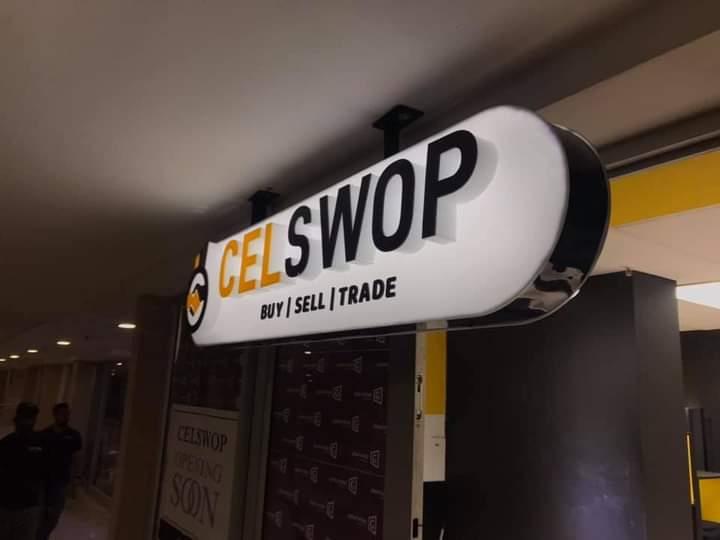 CELSWOP
BUY | SELL | TRADE
CELSWOP
OPENING
SOON